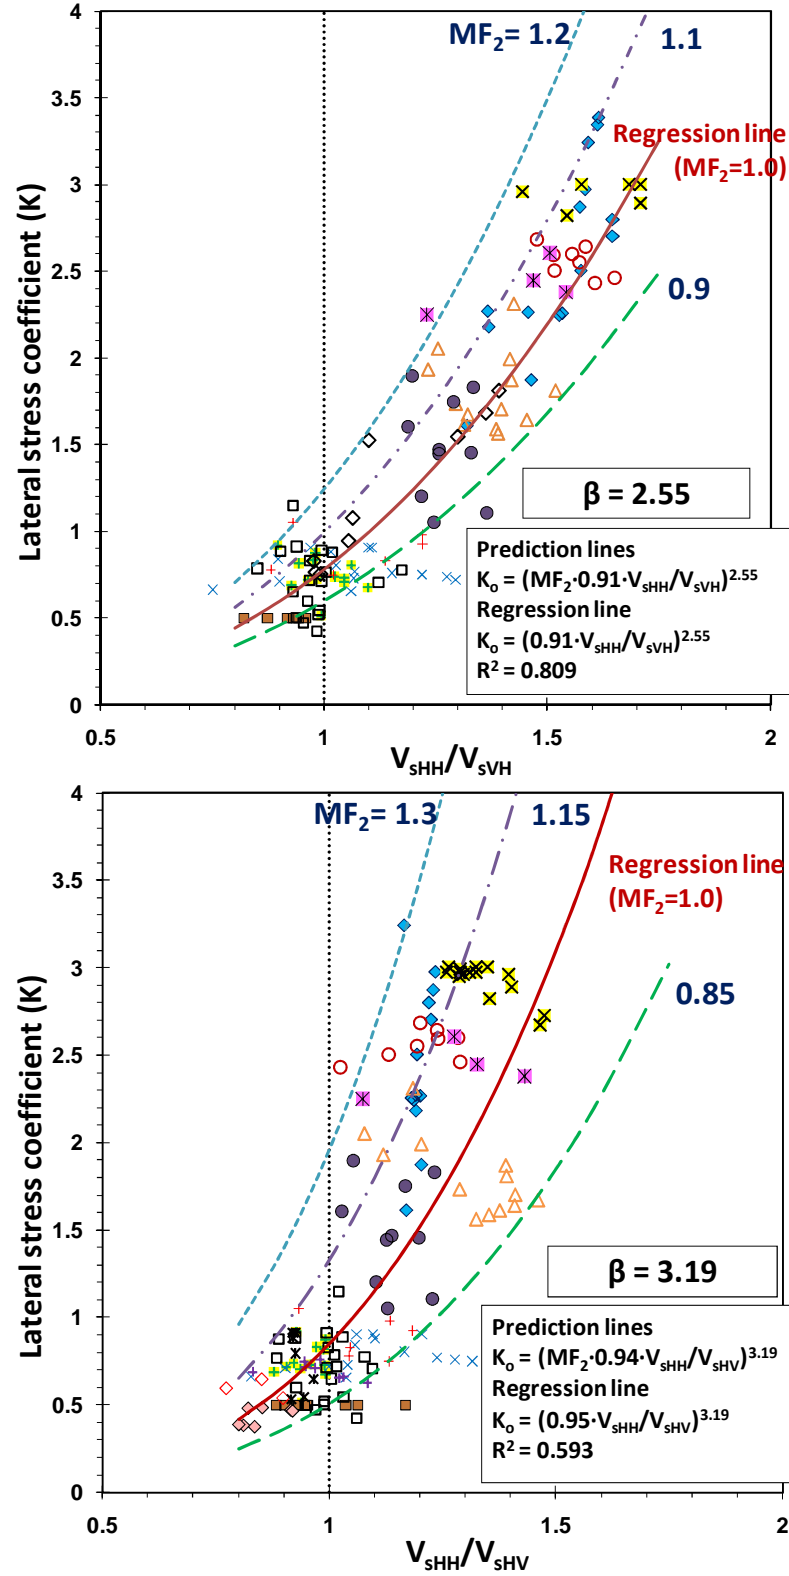 MF2= 1.2
1.1
Regression line
(MF2=1.0)
0.9
Lateral stress coefficient (K)
4
3.5
3
2.5
2
1.5
1
0.5
0
β = 2.55
Prediction lines
Ko = (MF2·0.91·VsHH/VsVH)2.55
Regression line
Ko = (0.91·VsHH/VsVH)2.55
R2 = 0.809
0.5 1 1.5 2
VsHH/VsVH
MF2= 1.3
1.15
Regression line
(MF2=1.0)
0.85
Lateral stress coefficient (K)
4
3.5
3
2.5
2
1.5
1
0.5
0
β = 3.19
Prediction lines
Ko = (MF2·0.94·VsHH/VsHV)3.19
Regression line
Ko = (0.95·VsHH/VsHV)3.19
R2 = 0.593
0.5 1 1.5 2
VsHH/VsHV